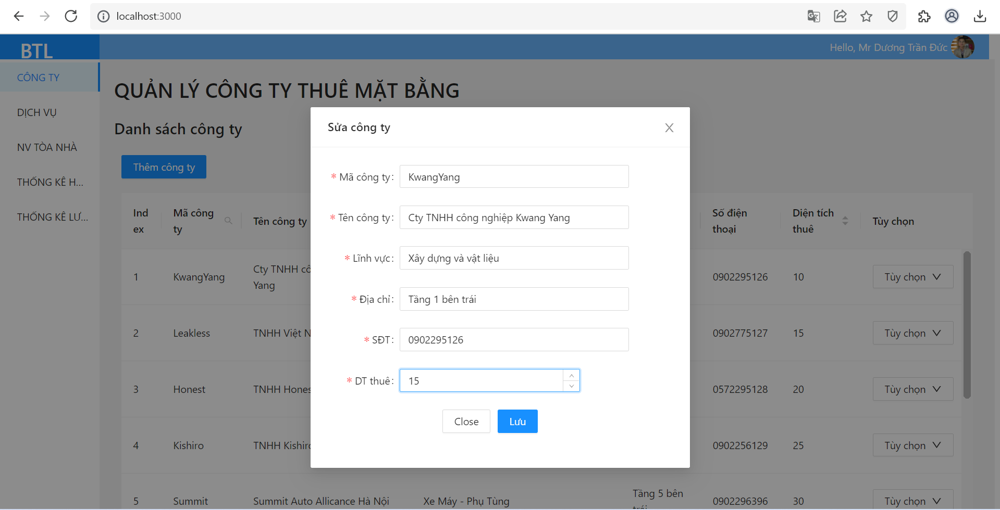 localhost:3000
BTL
Hello, Mr Dương Trần Đức
CÔNG TY
DỊCH VỤ
NV TÒA NHÀ
THỐNG KÊ H...
THỐNG KÊ LƯ...
QUẢN LÝ CÔNG TY THUÊ MẶT BẰNG
Danh sách công ty
Thêm công ty
Ind
ex
Mã công
ty
Tên công ty
Số điện
thoại
Diện tích
thuê
Tùy chọn
1
KwangYang
Cty TNHH cô
Yang
0902295126
10
Tùy chọn
2
Leakless
TNHH Việt N
0902775127
15
Tùy chọn
3
Honest
TNHH Hones
0572295128
20
Tùy chọn
4
Kishiro
TNHH Kishiro
0902256129
25
Tùy chọn
5
Summit
Summit Auto Allicance Hà Nội
Xe Máy - Phụ Tùng
Tầng 5 bên
trái
0902296396
30
Tùy chọn
Sửa công ty
* Mã công ty: KwangYang
* Tên công ty: Cty TNHH công nghiệp Kwang Yang
* Lĩnh vực: Xây dựng và vật liệu
* Địa chỉ: Tầng 1 bên trái
* SĐT: 0902295126
* DT thuê: 15
Close
Lưu